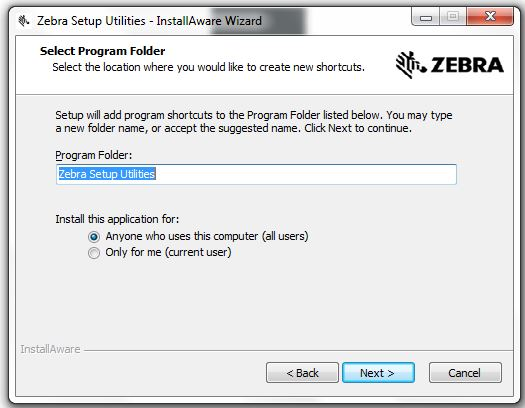 Zebra Setup Utilities - InstallAware Wizard
Select Program Folder
Select the location where you would like to create new shortcuts.
ZEBRA
Setup will add program shortcuts to the Program Folder listed below. You may type
a new folder name, or accept the suggested name. Click Next to continue.
Program Folder:
Zebra Setup Utilities
Install this application for:
Anyone who uses this computer (all users)
Only for me (current user)
InstallAware
< Back
Next >
Cancel